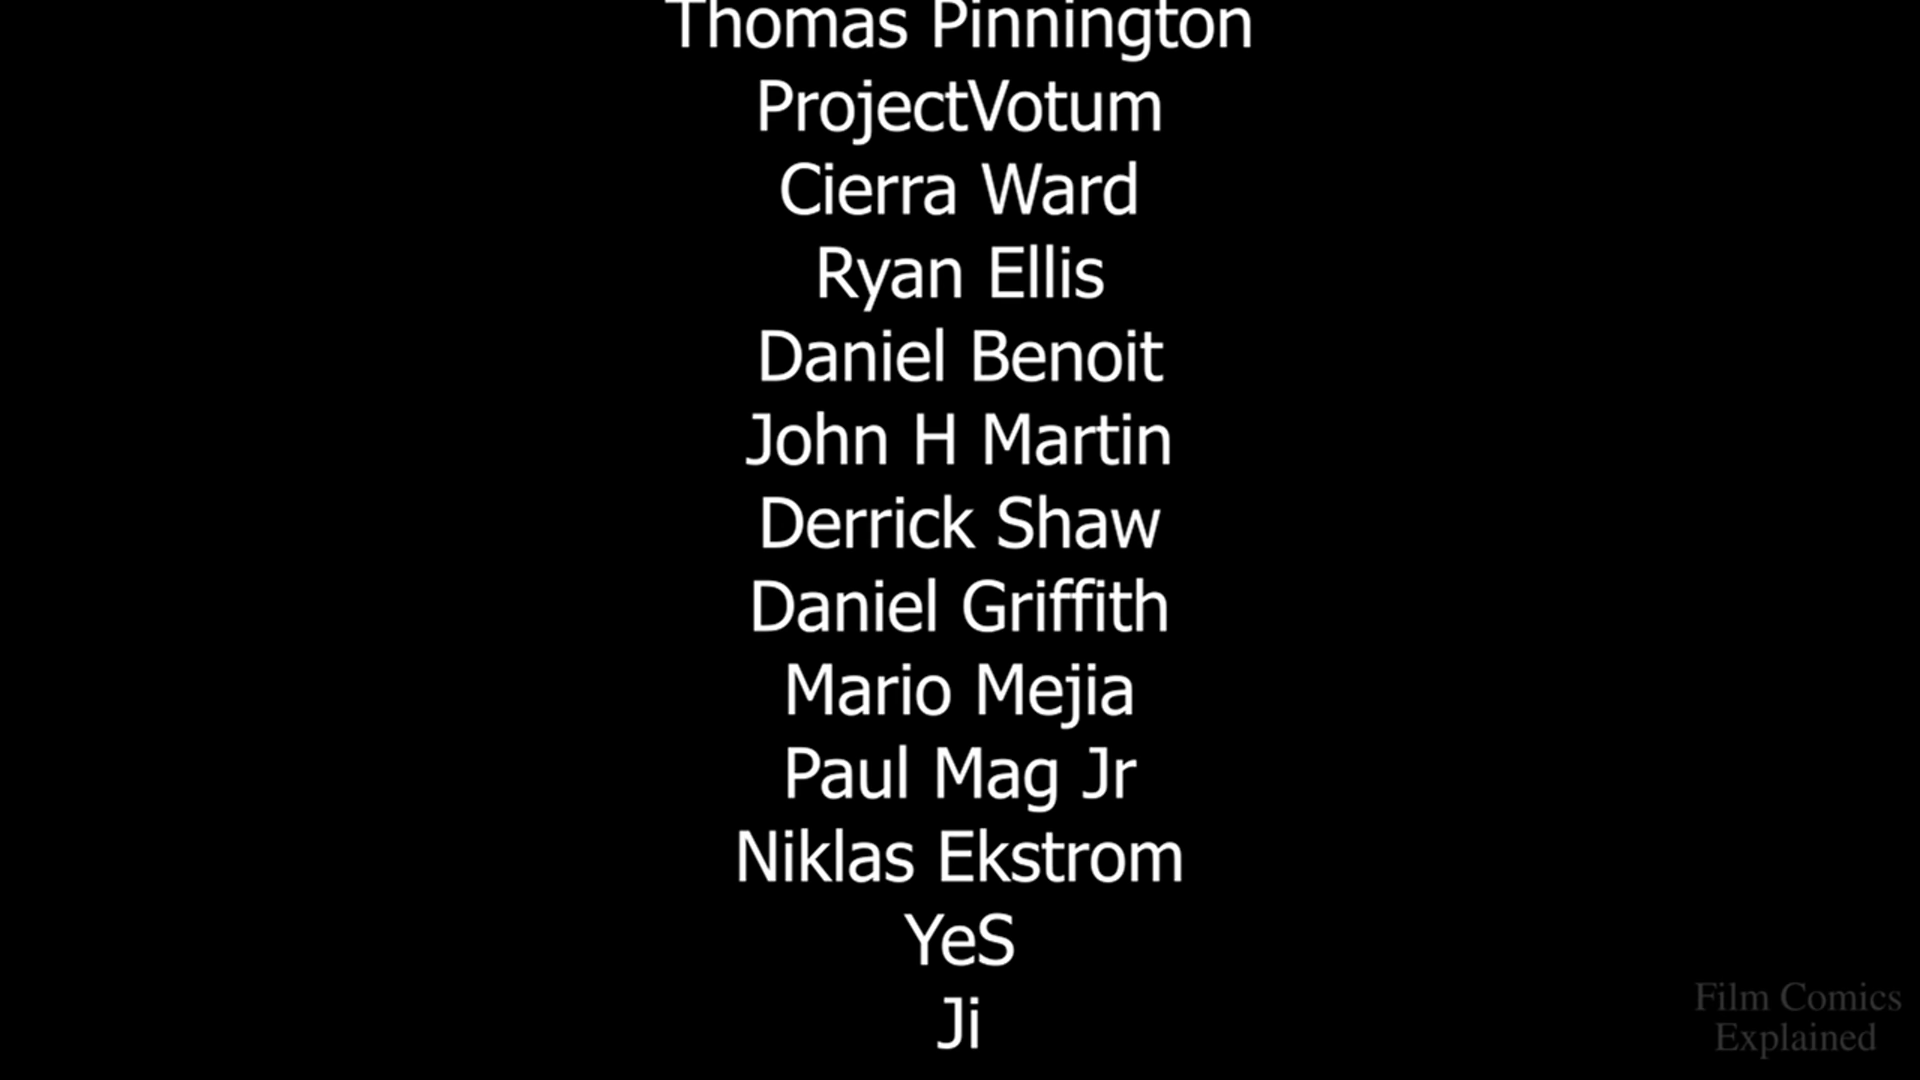 Thomas Pinnington
ProjectVotum
Cierra Ward
Ryan Ellis
Daniel Benoit
John H Martin
Derrick Shaw
Daniel Griffith
Mario Mejia
Paul Mag Jr
Niklas Ekstrom
YeS
Ji
Film Comics
Explained